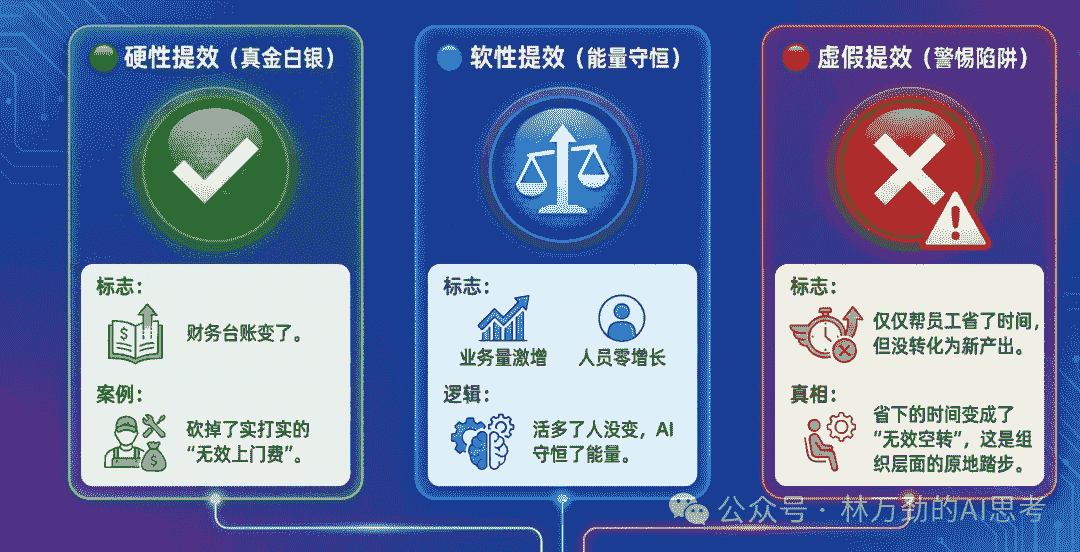 硬性提效（真金白银）
标志：
财务台账变了。
案例：
砍掉了实打实的
“无效上门费”。
软性提效（能量守恒）
标志：
业务量激增
人员零增长
逻辑：
活多了人没变，AI
守恒了能量。
虚假提效（警惕陷阱）
标志：
仅仅帮员工省了时间，
但没转化为新产出。
真相：
省下的时间变成了
“无效空转”，这是组
织层面的原地踏步。
公众号 · 林万勤的AI思考